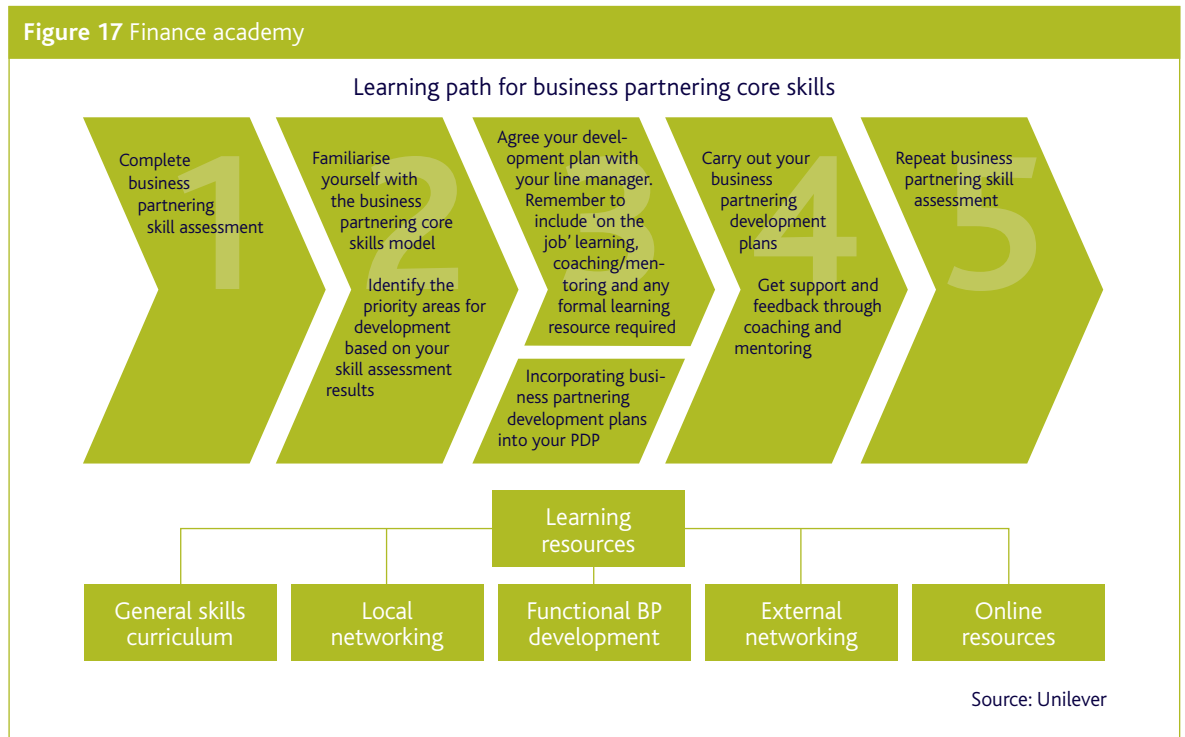 Figure 17 Finance academy
Learning path for business partnering core skills
1
Complete
business
partnering
skill assessment
2
Familiarise
yourself with
the business
partnering core
skills model
Identify the
priority areas for
development
based on your
skill assessment
results
3
Agree your devel-
opment plan with
your line manager.
Remember to
include 'on the
job' learning,
coaching/men-
toring and any
formal learning
resource required
Incorporating busi-
ness partnering
development plans
into your PDP
4
Carry out your
business
partnering
development
plans
Get support and
feedback through
coaching and
mentoring
5
Repeat business
partnering skill
assessment
Learning
resources
General skills
curriculum
Local
networking
Functional BP
development
External
networking
Online
resources
Source: Unilever